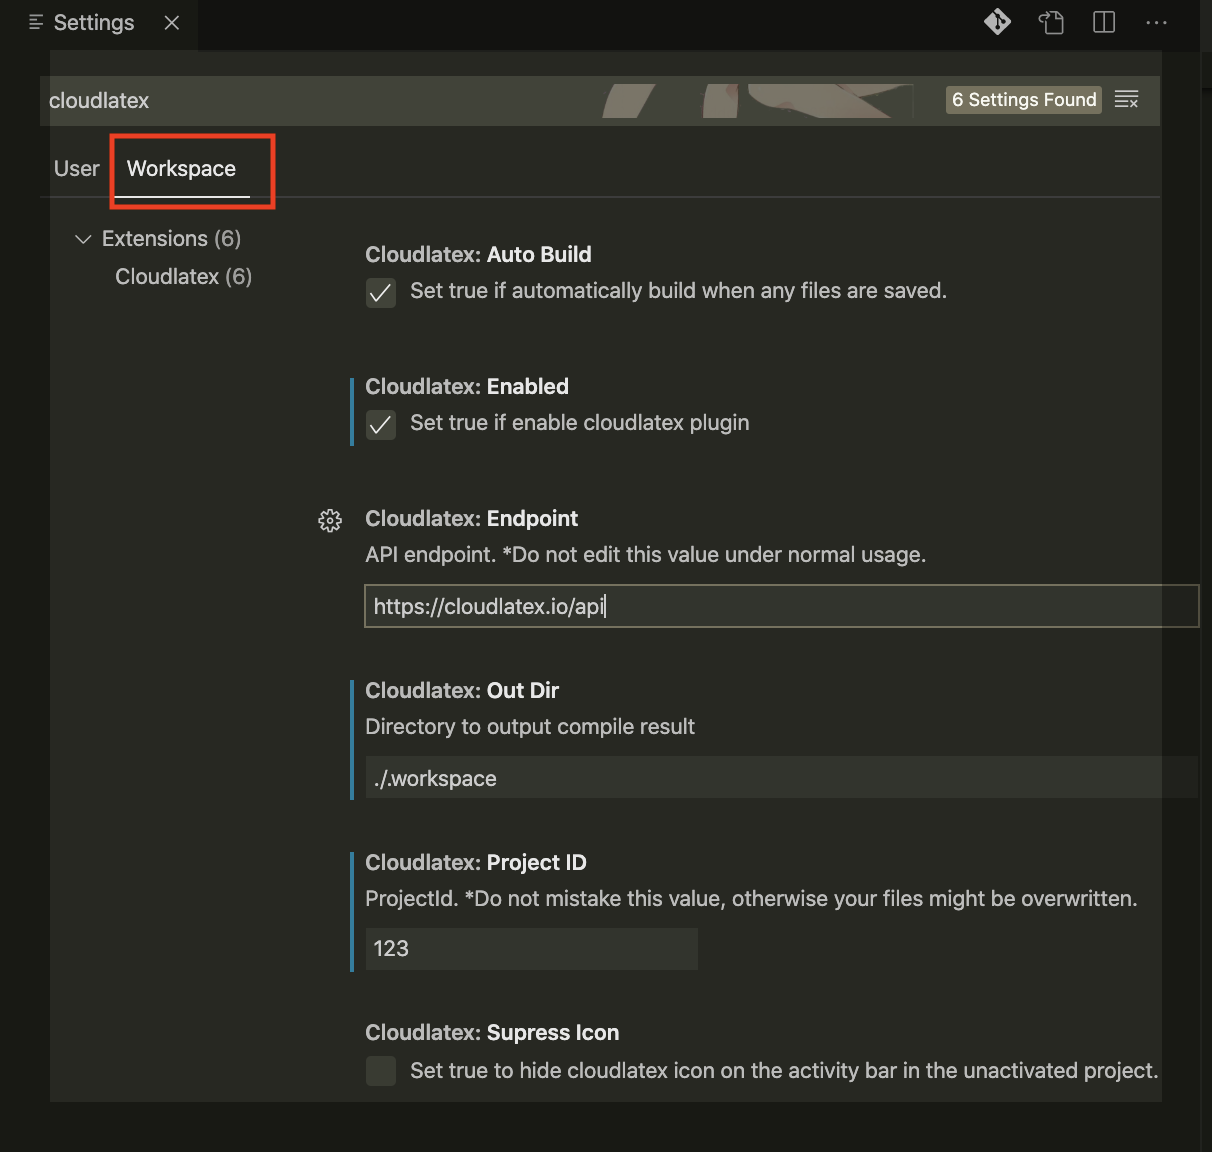 Settings
cloudlatex
6 Settings Found
User Workspace
Extensions (6)
Cloudlatex (6)
Cloudlatex: Auto Build
Set true if automatically build when any files are saved.
Cloudlatex: Enabled
Set true if enable cloudlatex plugin
Cloudlatex: Endpoint
API endpoint. *Do not edit this value under normal usage.
https://cloudlatex.io/api
Cloudlatex: Out Dir
Directory to output compile result
./.workspace
Cloudlatex: Project ID
ProjectId. *Do not mistake this value, otherwise your files might be overwritten.
123
Cloudlatex: Supress Icon
Set true to hide cloudlatex icon on the activity bar in the unactivated project.